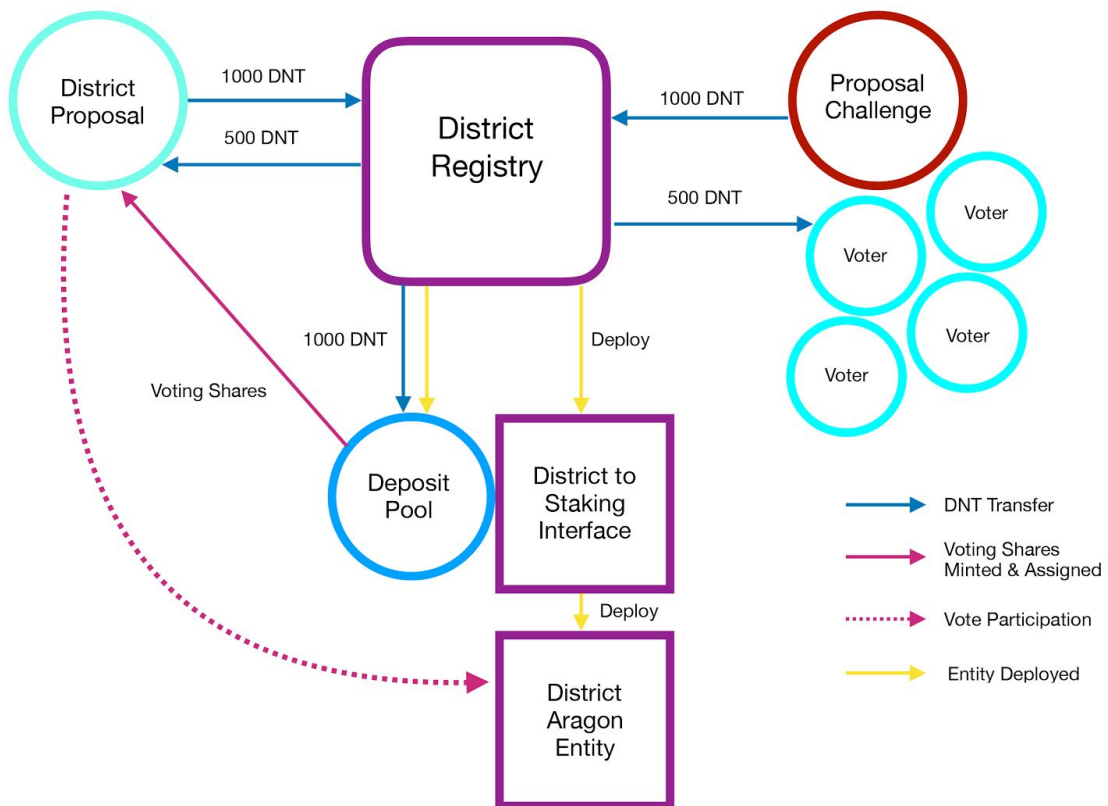 District
Proposal
1000 DNT
500 DNT
District
Registry
1000 DNT
Proposal
Challenge
500 DNT
Voter
Voter
Voter
Voter
1000 DNT
Deploy
Voting Shares
Deposit
Pool
District to
Staking
Interface
Deploy
District
Aragon
Entity
DNT Transfer
Voting Shares
Minted & Assigned
Vote Participation
Entity Deployed